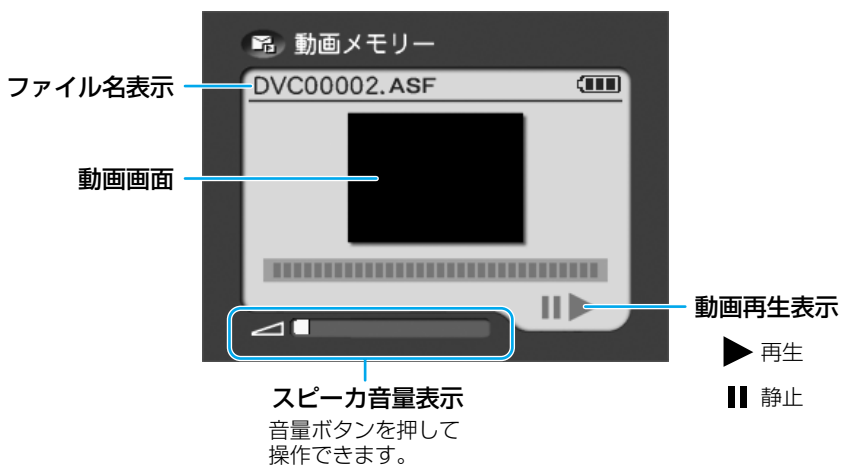 動画メモリー
ファイル名表示
DVC00002.ASF
動画画面
動画再生表示
再生
静止
スピーカ音量表示
音量ボタンを押して
操作できます。